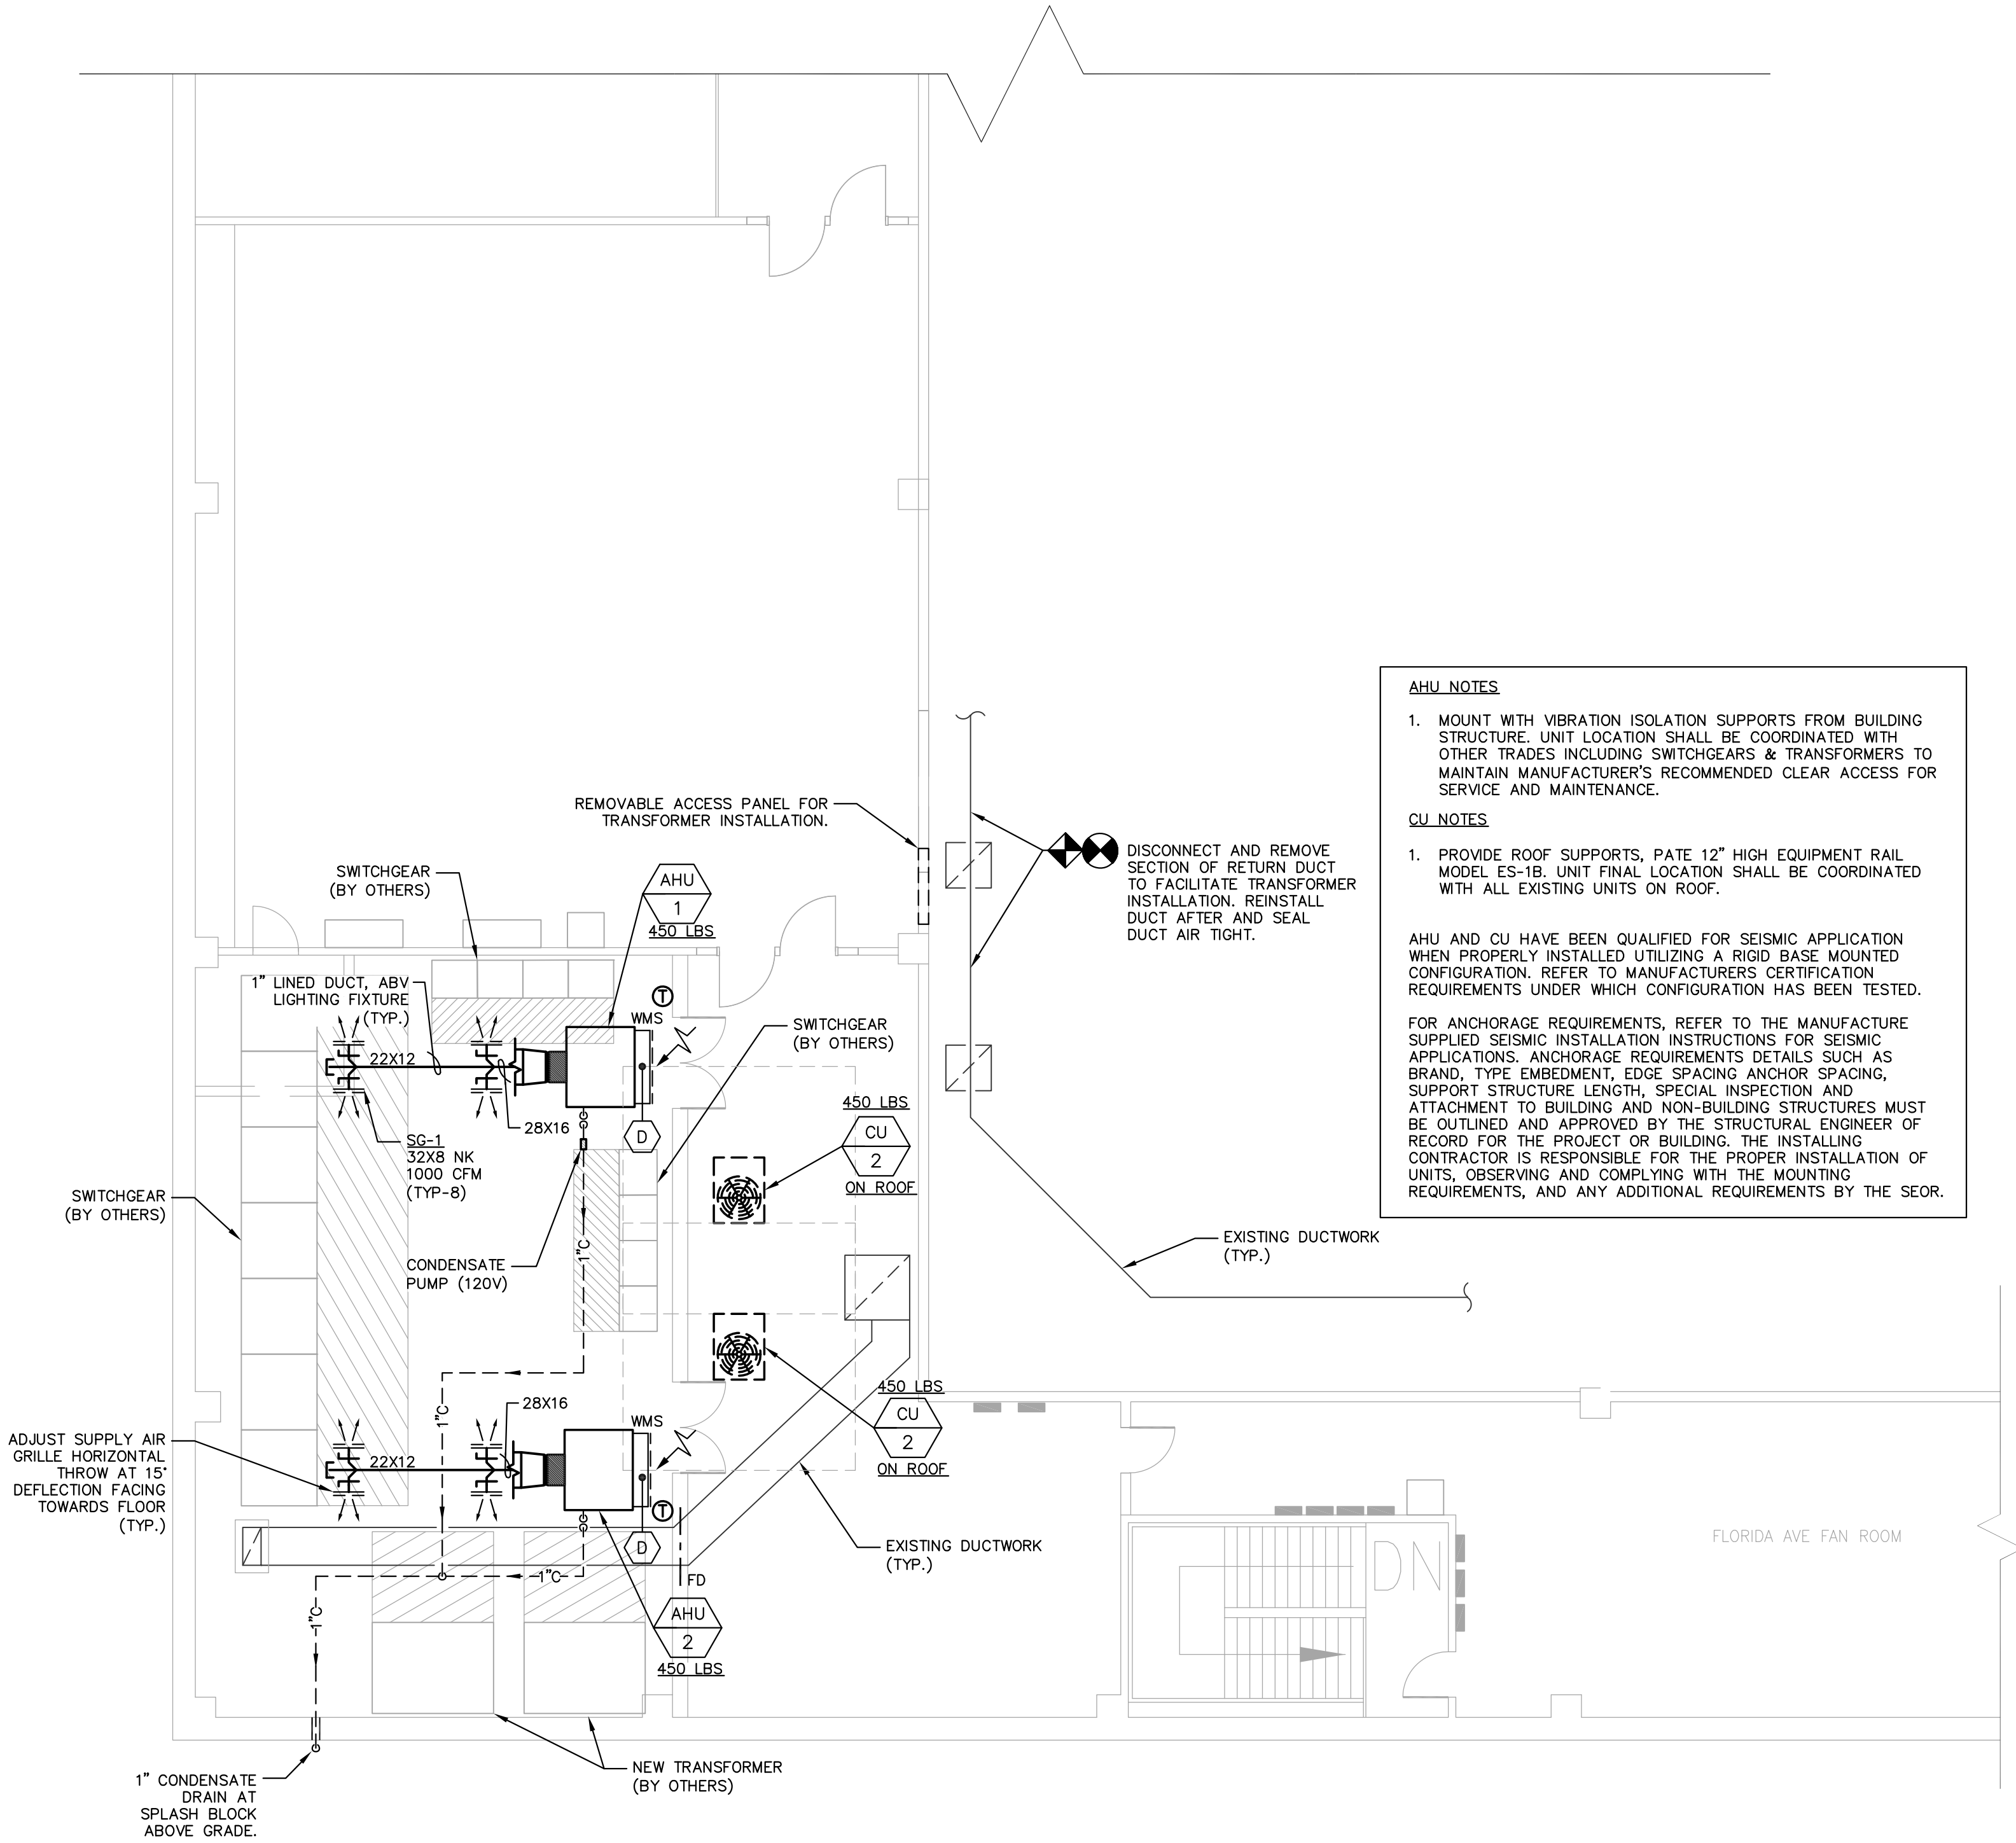 REMOVABLE ACCESS PANEL FOR
TRANSFORMER INSTALLATION.
SWITCHGEAR
(BY OTHERS)
AHU
1
450 LBS
DISCONNECT AND REMOVE
SECTION OF RETURN DUCT
TO FACILITATE TRANSFORMER
INSTALLATION. REINSTALL
DUCT AFTER AND SEAL
DUCT AIR TIGHT.
1" LINED DUCT, ABV
LIGHTING FIXTURE
(TYP.)
T
WMS
SWITCHGEAR
(BY OTHERS)
22X12
28X16
D
SG-1
32X8 NK
1000 CFM
(TYP-8)
450 LBS
CU
2
ON ROOF
SWITCHGEAR
(BY OTHERS)
CONDENSATE
PUMP (120V)
1"C
EXISTING DUCTWORK
(TYP.)
450 LBS
CU
2
ON ROOF
1"C
28X16
WMS
22X12
T
D
ADJUST SUPPLY AIR
GRILLE HORIZONTAL
THROW AT 15°
DEFLECTION FACING
TOWARDS FLOOR
(TYP.)
EXISTING DUCTWORK
(TYP.)
1"C
FD
1"C
AHU
2
450 LBS
NEW TRANSFORMER
(BY OTHERS)
1" CONDENSATE
DRAIN AT
SPLASH BLOCK
ABOVE GRADE.
DN
FLORIDA AVE FAN ROOM
AHU NOTES
1. MOUNT WITH VIBRATION ISOLATION SUPPORTS FROM BUILDING
STRUCTURE. UNIT LOCATION SHALL BE COORDINATED WITH
OTHER TRADES INCLUDING SWITCHGEARS & TRANSFORMERS TO
MAINTAIN MANUFACTURER'S RECOMMENDED CLEAR ACCESS FOR
SERVICE AND MAINTENANCE.
CU NOTES
1. PROVIDE ROOF SUPPORTS, PATE 12" HIGH EQUIPMENT RAIL
MODEL ES-1B. UNIT FINAL LOCATION SHALL BE COORDINATED
WITH ALL EXISTING UNITS ON ROOF.
AHU AND CU HAVE BEEN QUALIFIED FOR SEISMIC APPLICATION
WHEN PROPERLY INSTALLED UTILIZING A RIGID BASE MOUNTED
CONFIGURATION. REFER TO MANUFACTURERS CERTIFICATION
REQUIREMENTS UNDER WHICH CONFIGURATION HAS BEEN TESTED.
FOR ANCHORAGE REQUIREMENTS, REFER TO THE MANUFACTURE
SUPPLIED SEISMIC INSTALLATION INSTRUCTIONS FOR SEISMIC
APPLICATIONS. ANCHORAGE REQUIREMENTS DETAILS SUCH AS
BRAND, TYPE EMBEDMENT, EDGE SPACING ANCHOR SPACING,
SUPPORT STRUCTURE LENGTH, SPECIAL INSPECTION AND
ATTACHMENT TO BUILDING AND NON-BUILDING STRUCTURES MUST
BE OUTLINED AND APPROVED BY THE STRUCTURAL ENGINEER OF
RECORD FOR THE PROJECT OR BUILDING. THE INSTALLING
CONTRACTOR IS RESPONSIBLE FOR THE PROPER INSTALLATION OF
UNITS, OBSERVING AND COMPLYING WITH THE MOUNTING
REQUIREMENTS, AND ANY ADDITIONAL REQUIREMENTS BY THE SEOR.